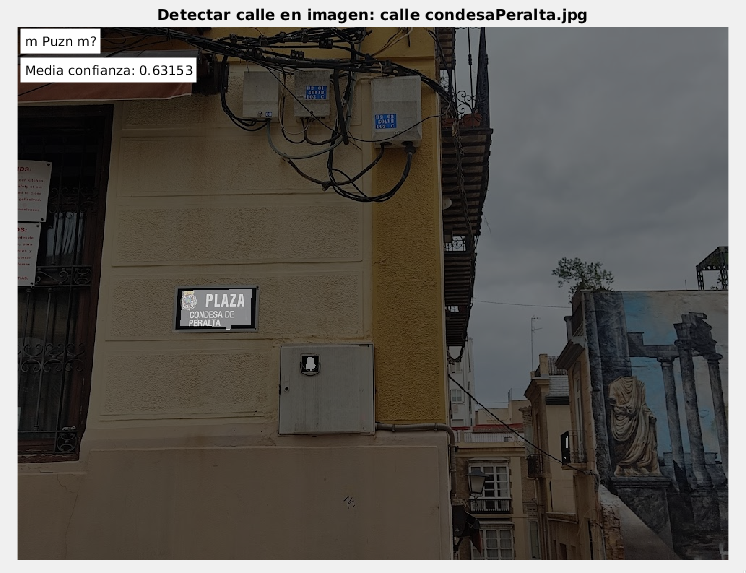 Detectar calle en imagen: calle condesaPeralta.jpg
m Puzn m?
Media confianza: 0.63153
PLAZA
CONDESA DE
PERALTA